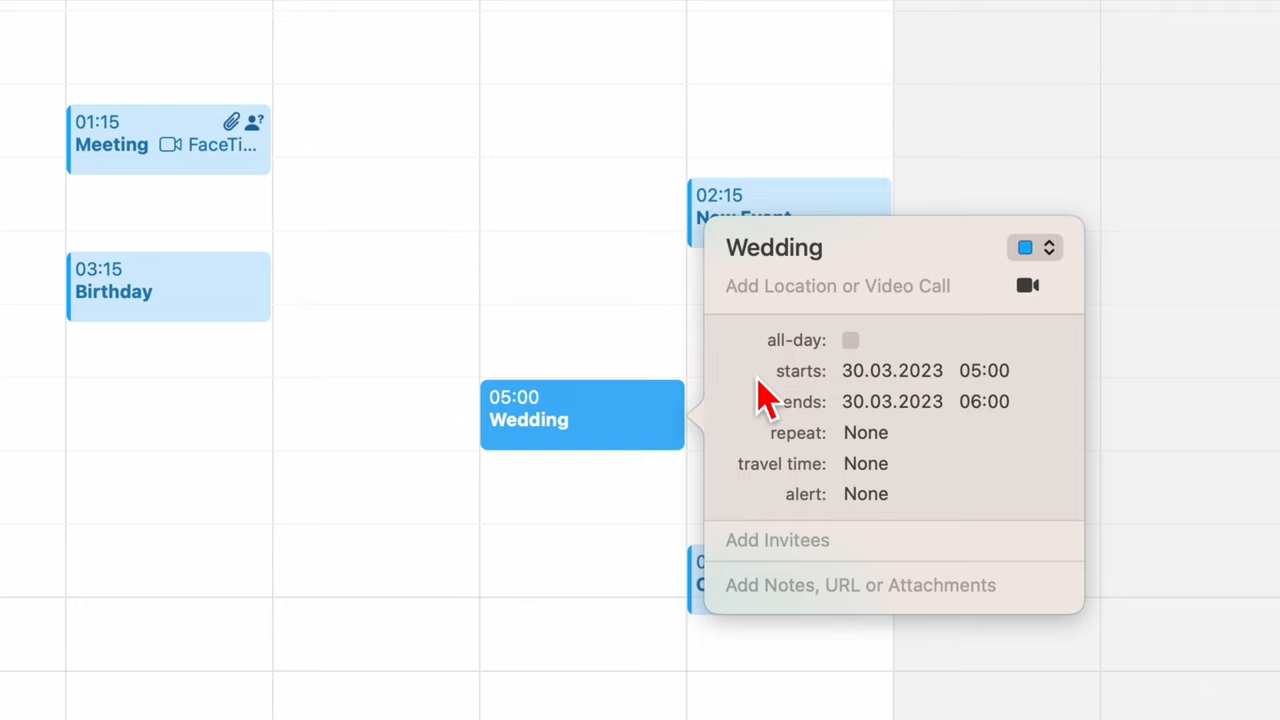 01:15
Meeting FaceTi...
03:15
Birthday
05:00
Wedding
02:15
New Event
Wedding
Add Location or Video Call
all-day:
starts: 30.03.2023 05:00
ends: 30.03.2023 06:00
repeat: None
travel time: None
alert: None
Add Invitees
Add Notes, URL or Attachments